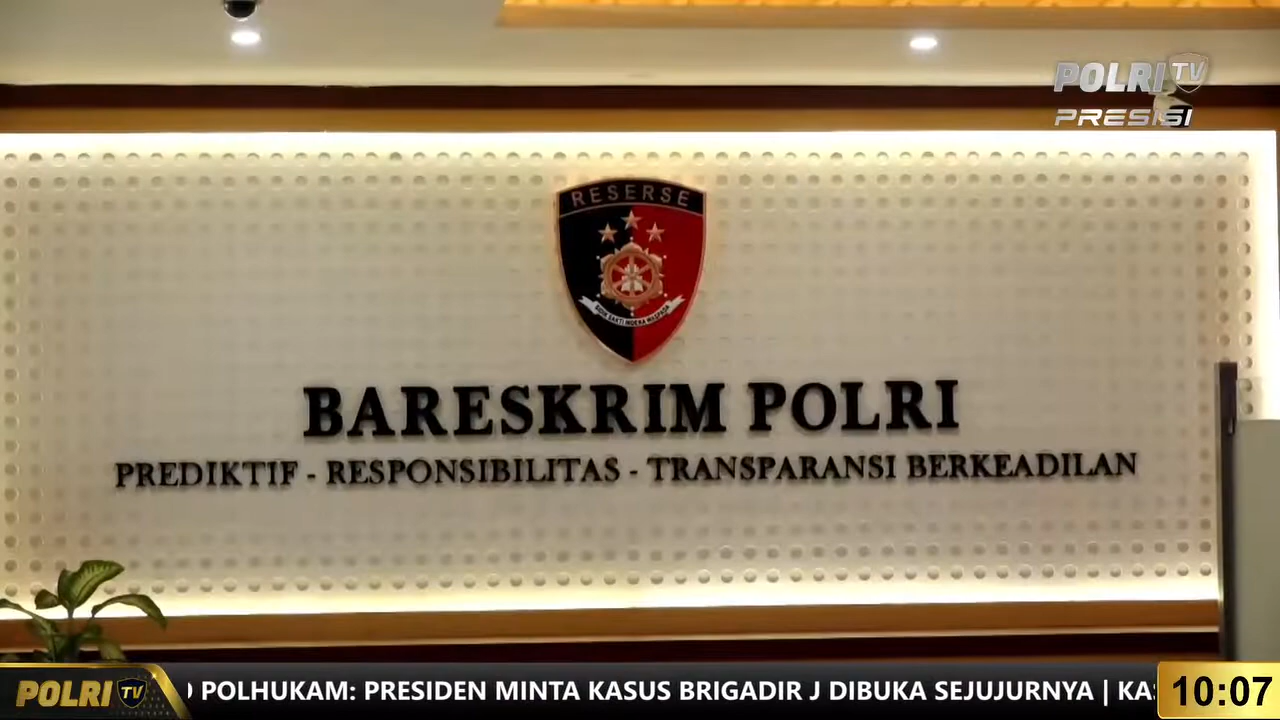 POLRI TV
PRESISI
RESERSE
BARESKRIM POLRI
PREDIKTIF - RESPONSIBILITAS - TRANSPARANSI BERKEADILAN
POLRI TV
POLHUKAM: PRESIDEN MINTA KASUS BRIGADIR J DIBUKA SEJUJURNYA |
10:07